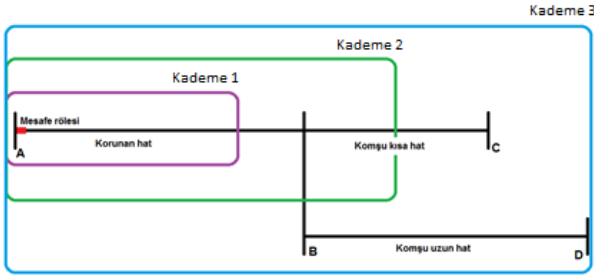 Kademe 3
Kademe 2
Kademe 1
Mesafe rölesi
Korunan hat
Komşu kısa hat
A
C
Komşu uzun hat
B
D